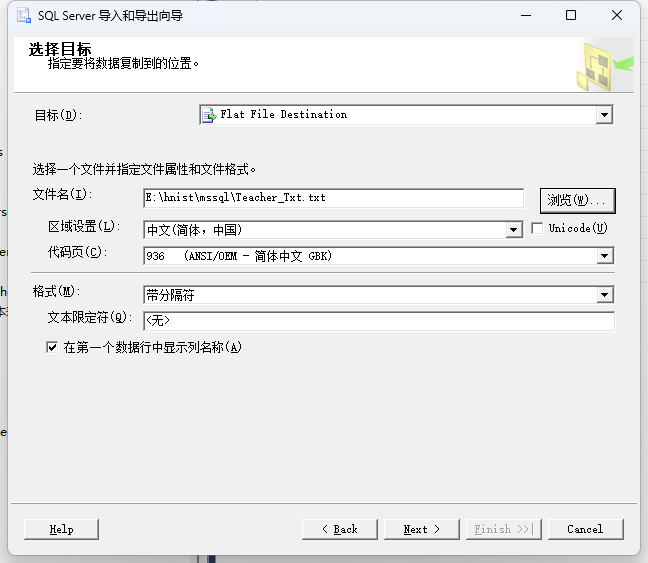 SQL Server 导入和导出向导
选择目标
指定要将数据复制到的位置。
目标(D): Flat File Destination
选择一个文件并指定文件属性和文件格式。
文件名(I): E:\hnist\mssql\Teacher_Txt.txt 浏览(W)...
区域设置(L): 中文(简体，中国) Unicode(U)
代码页(C): 936 (ANSI/OEM - 简体中文 GBK)
格式(M): 带分隔符
文本限定符(Q): <无>
在第一个数据行中显示列名称(A)
Help < Back Next > Finish >>| Cancel